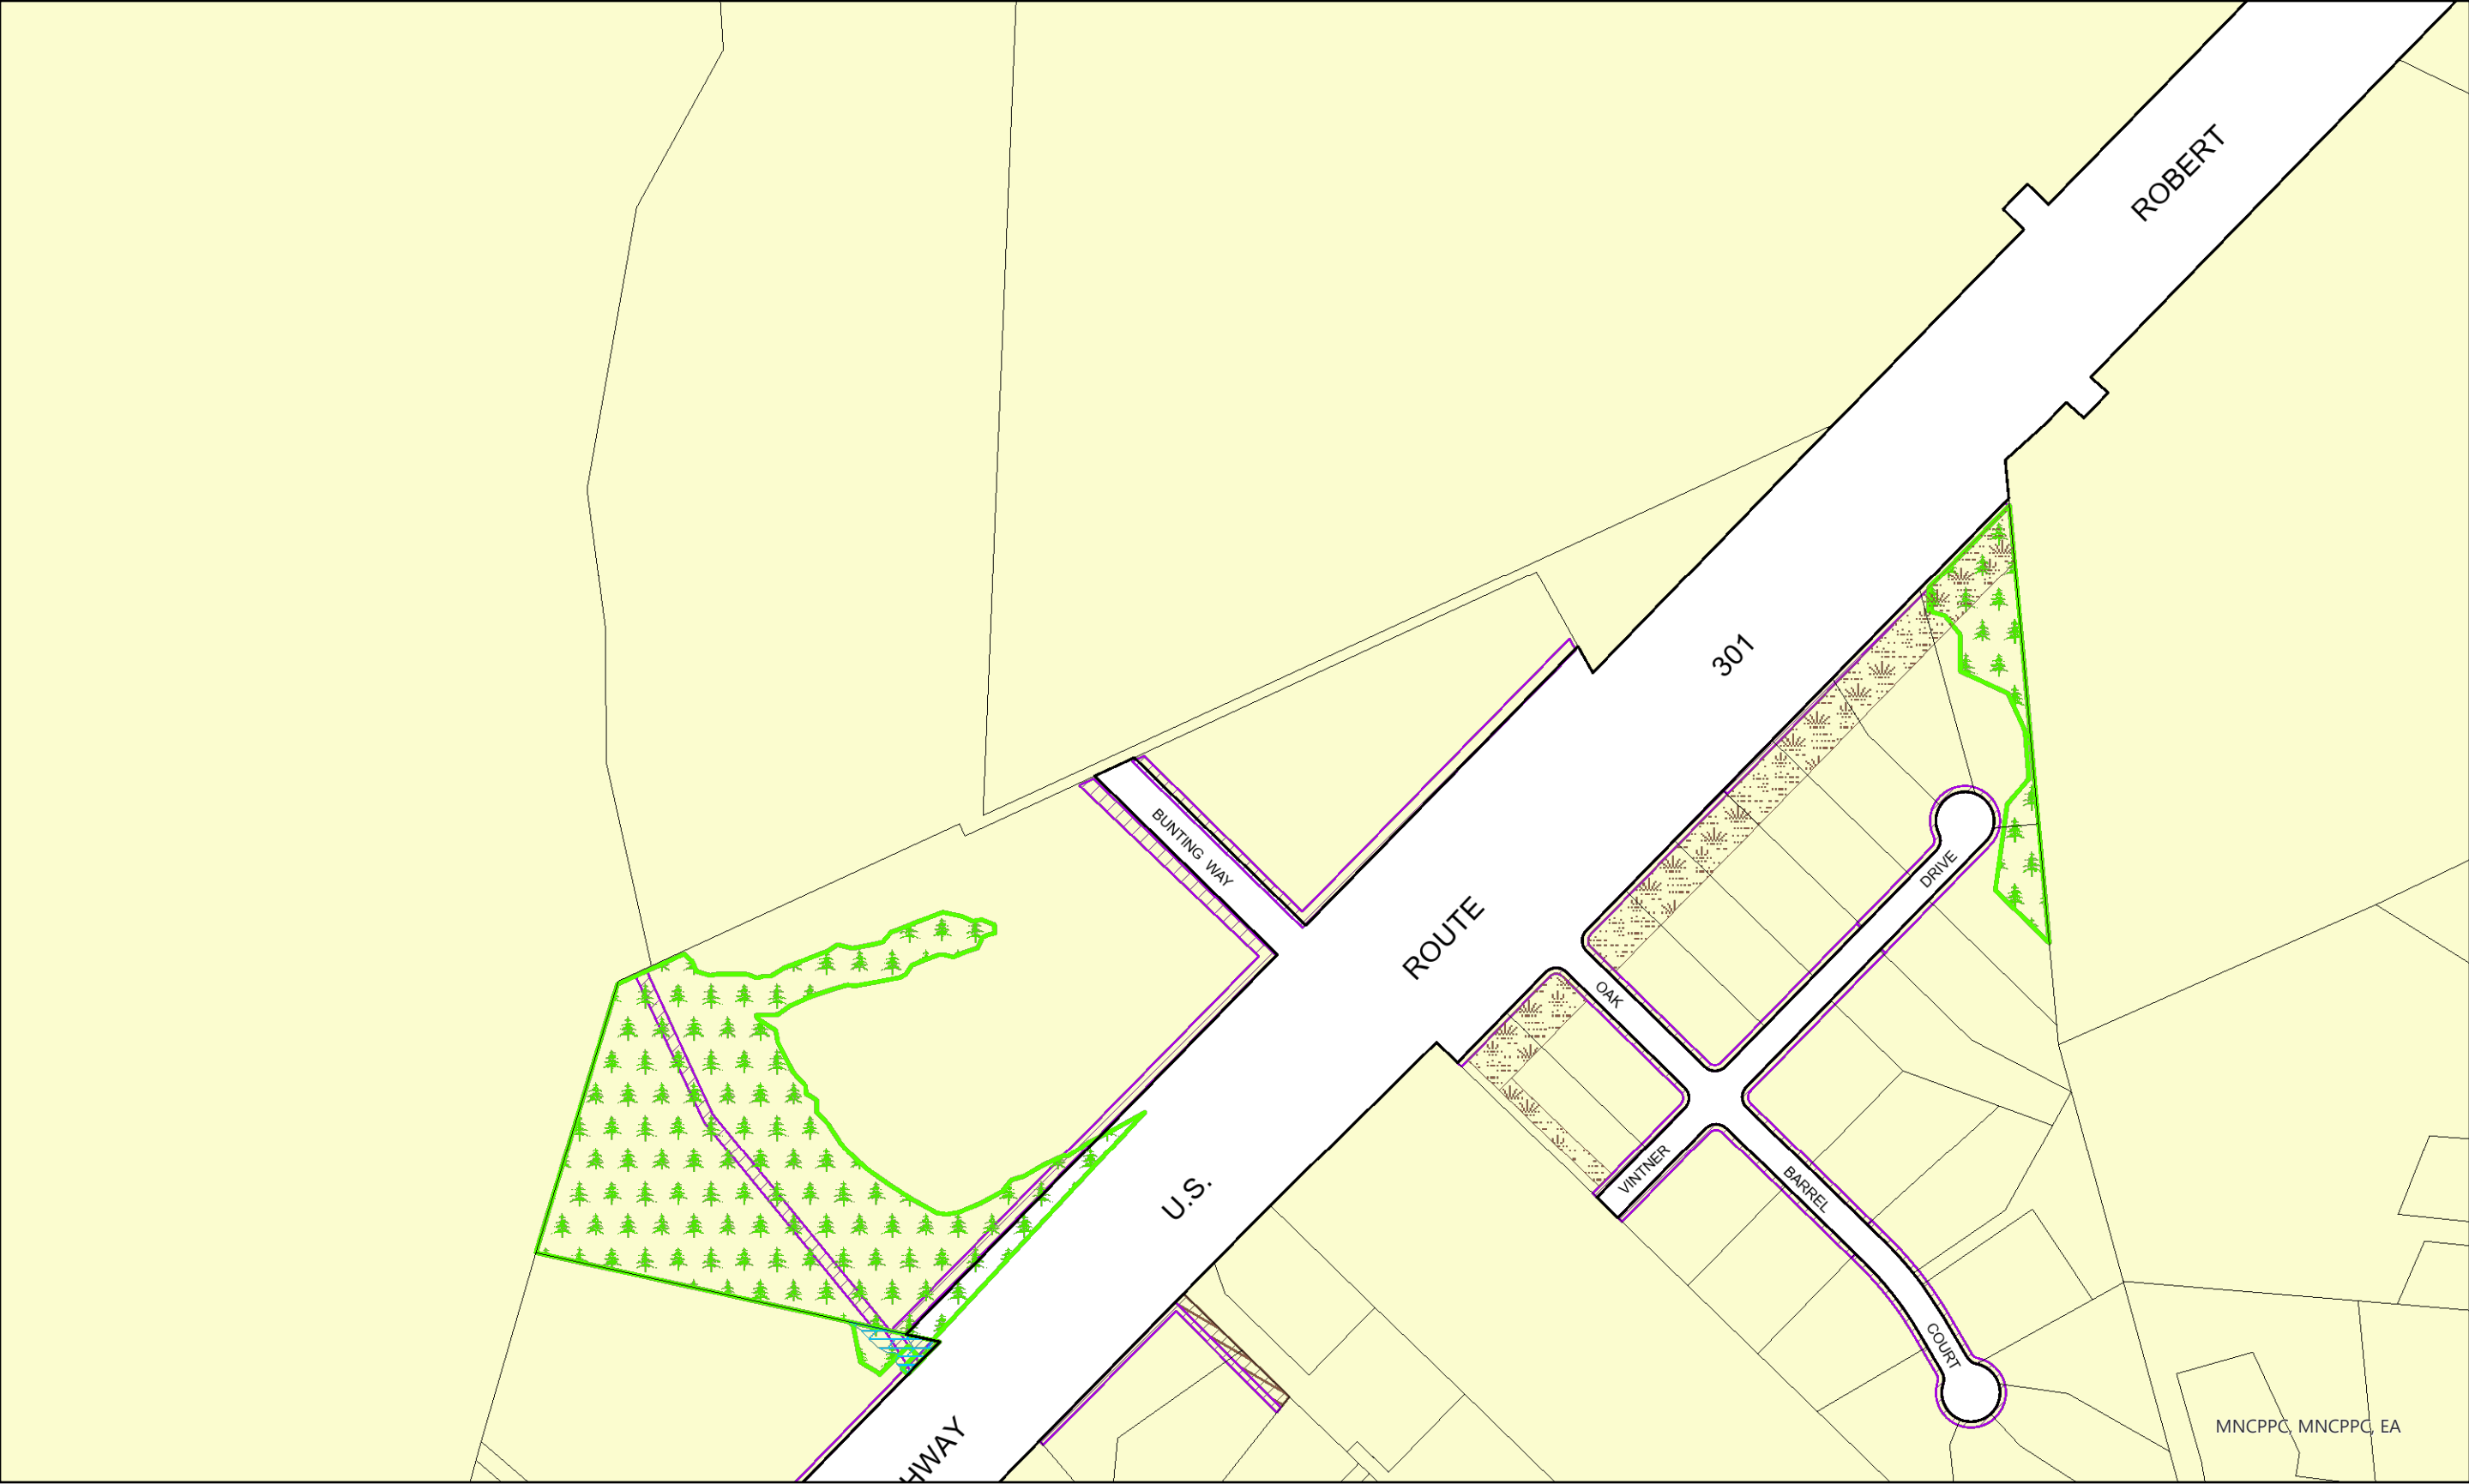 ROBERT
301
ROUTE
U.S.
HWAY
BUNTING WAY
OAK
DRIVE
VINTNER
BARREL
COURT
MNCPPC, MNCPPC, EA